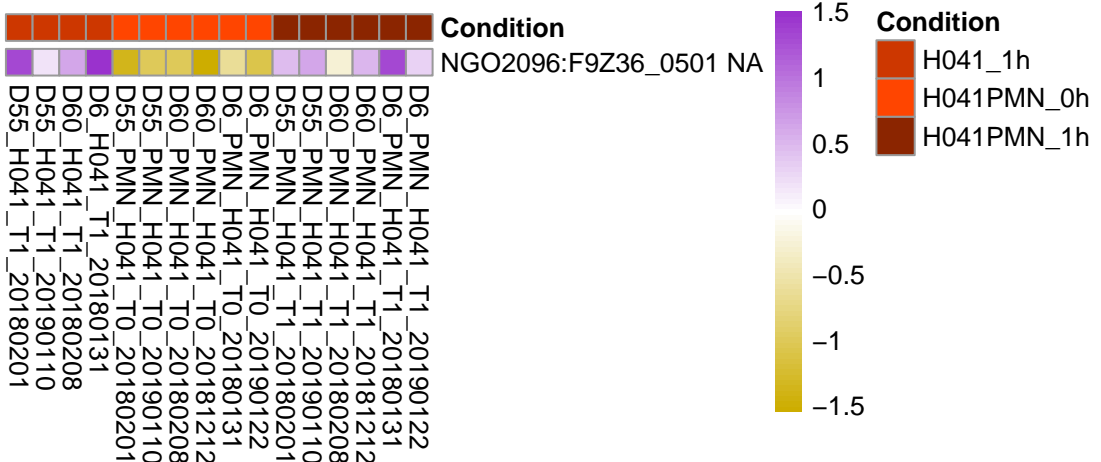 Condition
NGO2096:F9Z36_0501 NA
D55_H041_T1_20180201
D55_H041_T1_20190110
D60_H041_T1_20180208
D6_H041_T1_20180131
D55_PMN_H041_T0_20180201
D55_PMN_H041_T0_20190110
D60_PMN_H041_T0_20180208
D60_PMN_H041_T0_20181212
D6_PMN_H041_T0_20180131
D6_PMN_H041_T0_20190122
D55_PMN_H041_T1_20180201
D55_PMN_H041_T1_20190110
D60_PMN_H041_T1_20180208
D60_PMN_H041_T1_20181212
D6_PMN_H041_T1_20180131
D6_PMN_H041_T1_20190122
1.5
1
0.5
0
−0.5
−1
−1.5
Condition
H041_1h
H041PMN_0h
H041PMN_1h